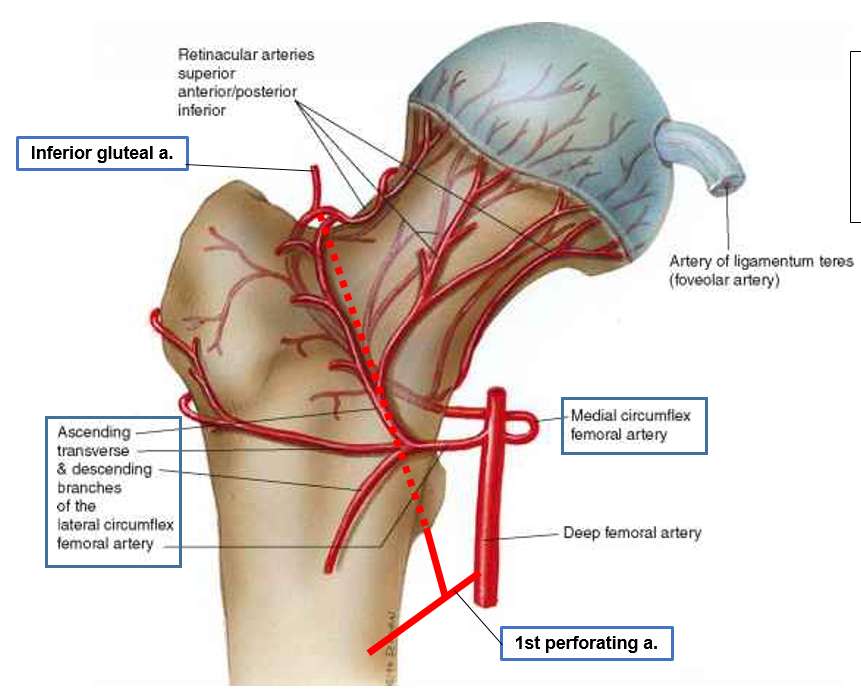 Retinacular arteries
superior
anterior/posterior
inferior
Inferior gluteal a.
Artery of ligamentum teres
(foveolar artery)
Medial circumflex
femoral artery
Ascending
transverse
& descending
branches
of the
lateral circumflex
femoral artery
Deep femoral artery
1st perforating a.